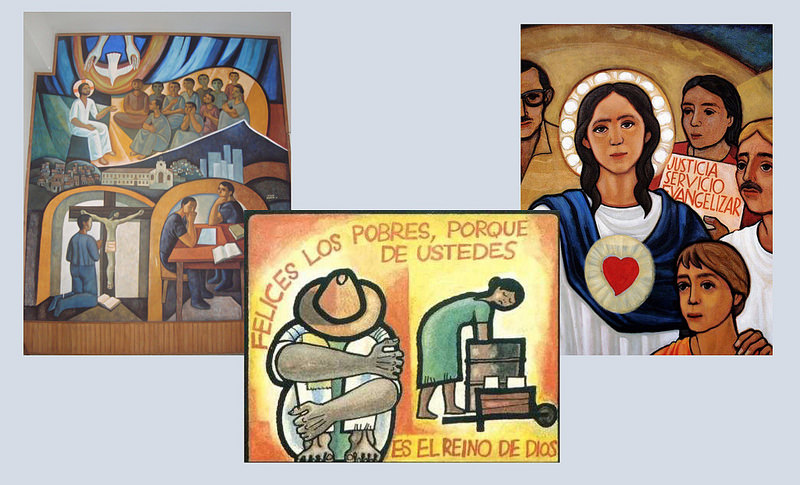 FELICES LOS POBRES, PORQUE
DE USTEDES
ES EL REINO DE DIOS
JUSTICIA
SERVICIO
EVANGELIZAR